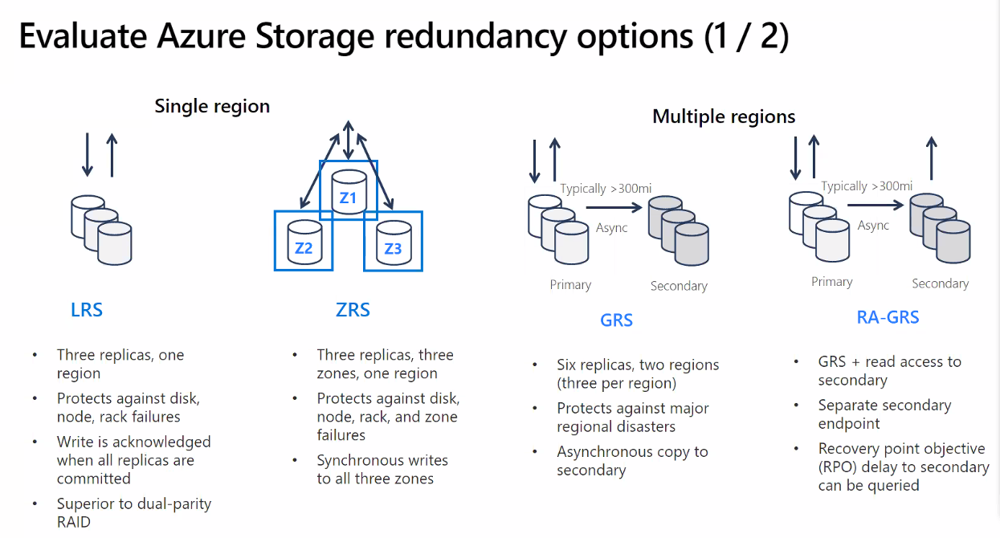 Evaluate Azure Storage redundancy options (1 / 2)
Single region
Z1
Z2
Z3
LRS
• Three replicas, one
region
• Protects against disk,
node, rack failures
• Write is acknowledged
when all replicas are
committed
• Superior to dual-parity
RAID
ZRS
• Three replicas, three
zones, one region
• Protects against disk,
node, rack, and zone
failures
• Synchronous writes
to all three zones
Multiple regions
Typically >300mi
Async
Primary
Secondary
GRS
• Six replicas, two regions
(three per region)
• Protects against major
regional disasters
• Asynchronous copy to
secondary
Typically >300mi
Async
Primary
Secondary
RA-GRS
• GRS + read access to
secondary
• Separate secondary
endpoint
• Recovery point objective
(RPO) delay to secondary
can be queried